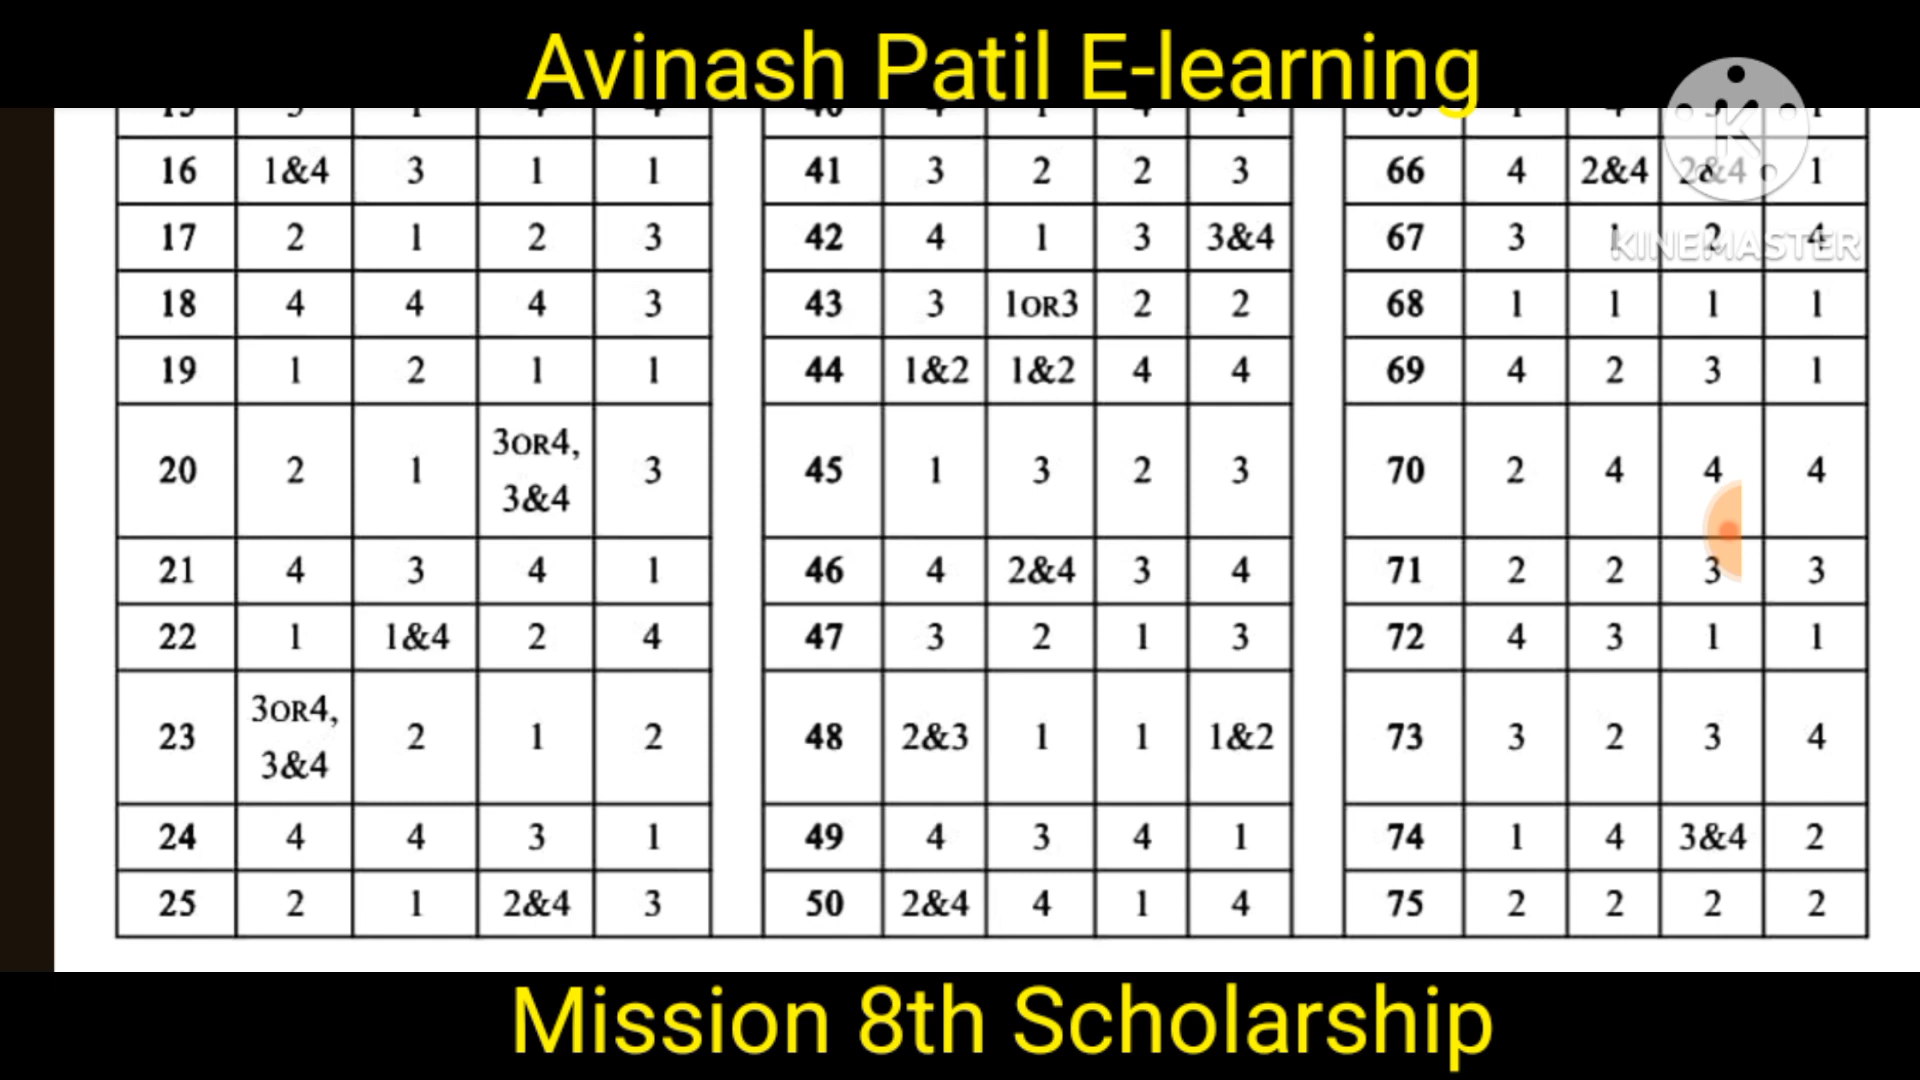 Avinash Patil E-learning
16 1&4 3 1 1 41 3 2 2 3 66 4 2&4 2&4 1
17 2 1 2 3 42 4 1 3 3&4 67 3 1 2 4
KINEMASTER
18 4 4 4 3 43 3 1OR3 2 2 68 1 1 1 1
19 1 2 1 1 44 1&2 1&2 4 4 69 4 2 3 1
20 2 1 3OR4, 3&4 3 45 1 3 2 3 70 2 4 4 4
21 4 3 4 1 46 4 2&4 3 4 71 2 2 3 3
22 1 1&4 2 4 47 3 2 1 3 72 4 3 1 1
23 3OR4, 3&4 2 1 2 48 2&3 1 1 1&2 73 3 2 3 4
24 4 4 3 1 49 4 3 4 1 74 1 4 3&4 2
25 2 1 2&4 3 50 2&4 4 1 4 75 2 2 2 2
Mission 8th Scholarship